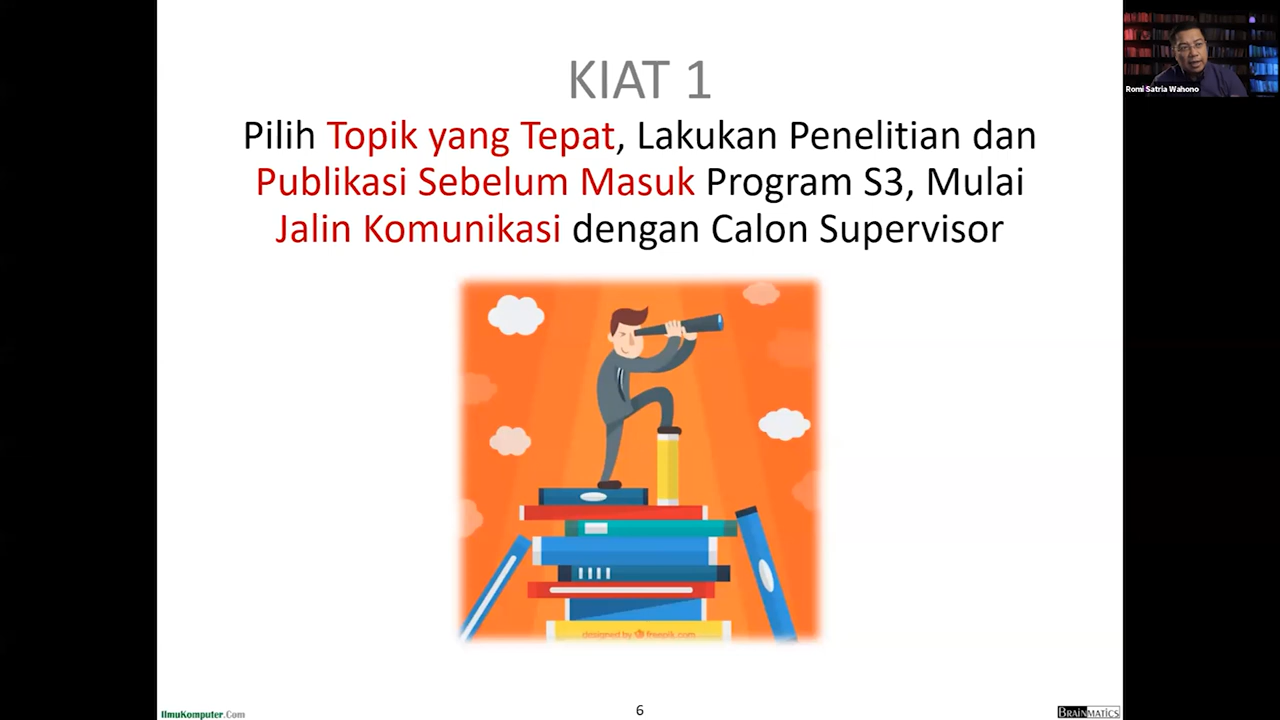 KIAT 1
Pilih Topik yang Tepat, Lakukan Penelitian dan
Publikasi Sebelum Masuk Program S3, Mulai
Jalin Komunikasi dengan Calon Supervisor
Romi Satria Wahono
designed by freepik.com
IlmuKomputer.Com
6
BRAINMATICS